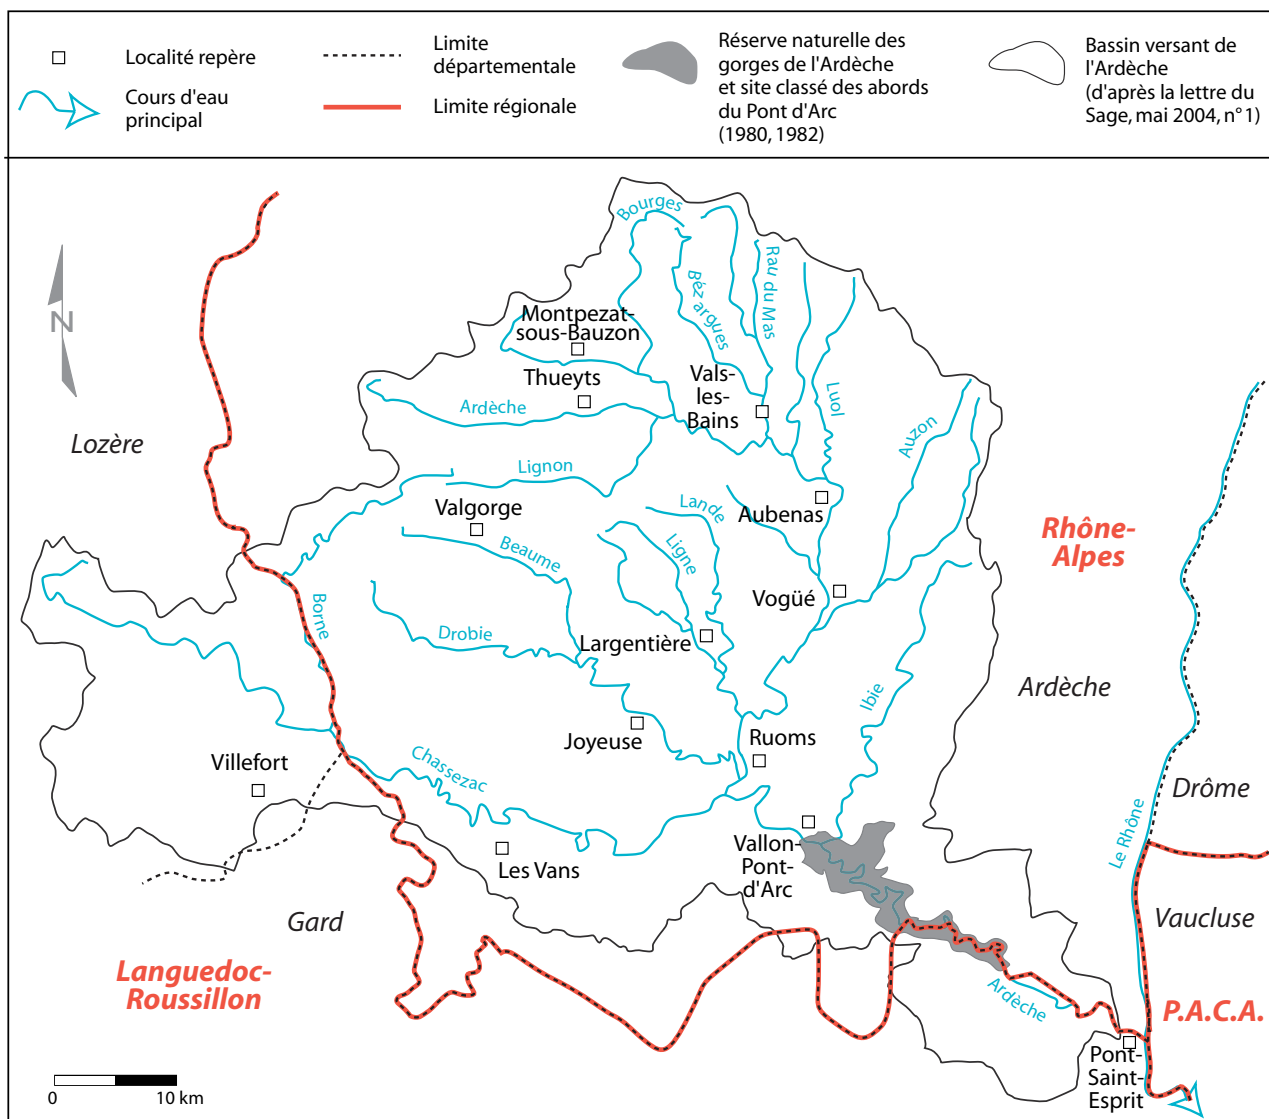 Localité repère
Cours d'eau
principal
Limite
départementale
Limite régionale
Réserve naturelle des
gorges de l'Ardèche
et site classé des abords
du Pont d'Arc
(1980, 1982)
Bassin versant de
l'Ardèche
(d'après la lettre du
Sage, mai 2004, n°1)
N
Bourges
Béz argues
Rau du Mas
Montpezat-
sous-Bauzon
Thueyts
Vals-
les-
Bains
Luol
Ardèche
Auzon
Lozère
Lignon
Valgorge
Lande
Aubenas
Rhône-
Alpes
Beaume
Ligne
Borne
Vogüé
Drobie
Largentière
Ibie
Ardèche
Joyeuse
Ruoms
Chassezac
Villefort
Drôme
Le Rhône
Vallon-
Pont-
d'Arc
Les Vans
Gard
Vaucluse
Languedoc-
Roussillon
Ardèche
P.A.C.A.
Pont-
Saint-
Esprit
0 10 km